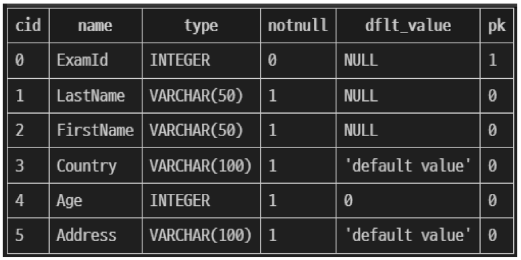 cid name type notnull dflt_value pk
0 ExamId INTEGER 0 NULL 1
1 LastName VARCHAR(50) 1 NULL 0
2 FirstName VARCHAR(50) 1 NULL 0
3 Country VARCHAR(100) 1 'default value' 0
4 Age INTEGER 1 0 0
5 Address VARCHAR(100) 1 'default value' 0